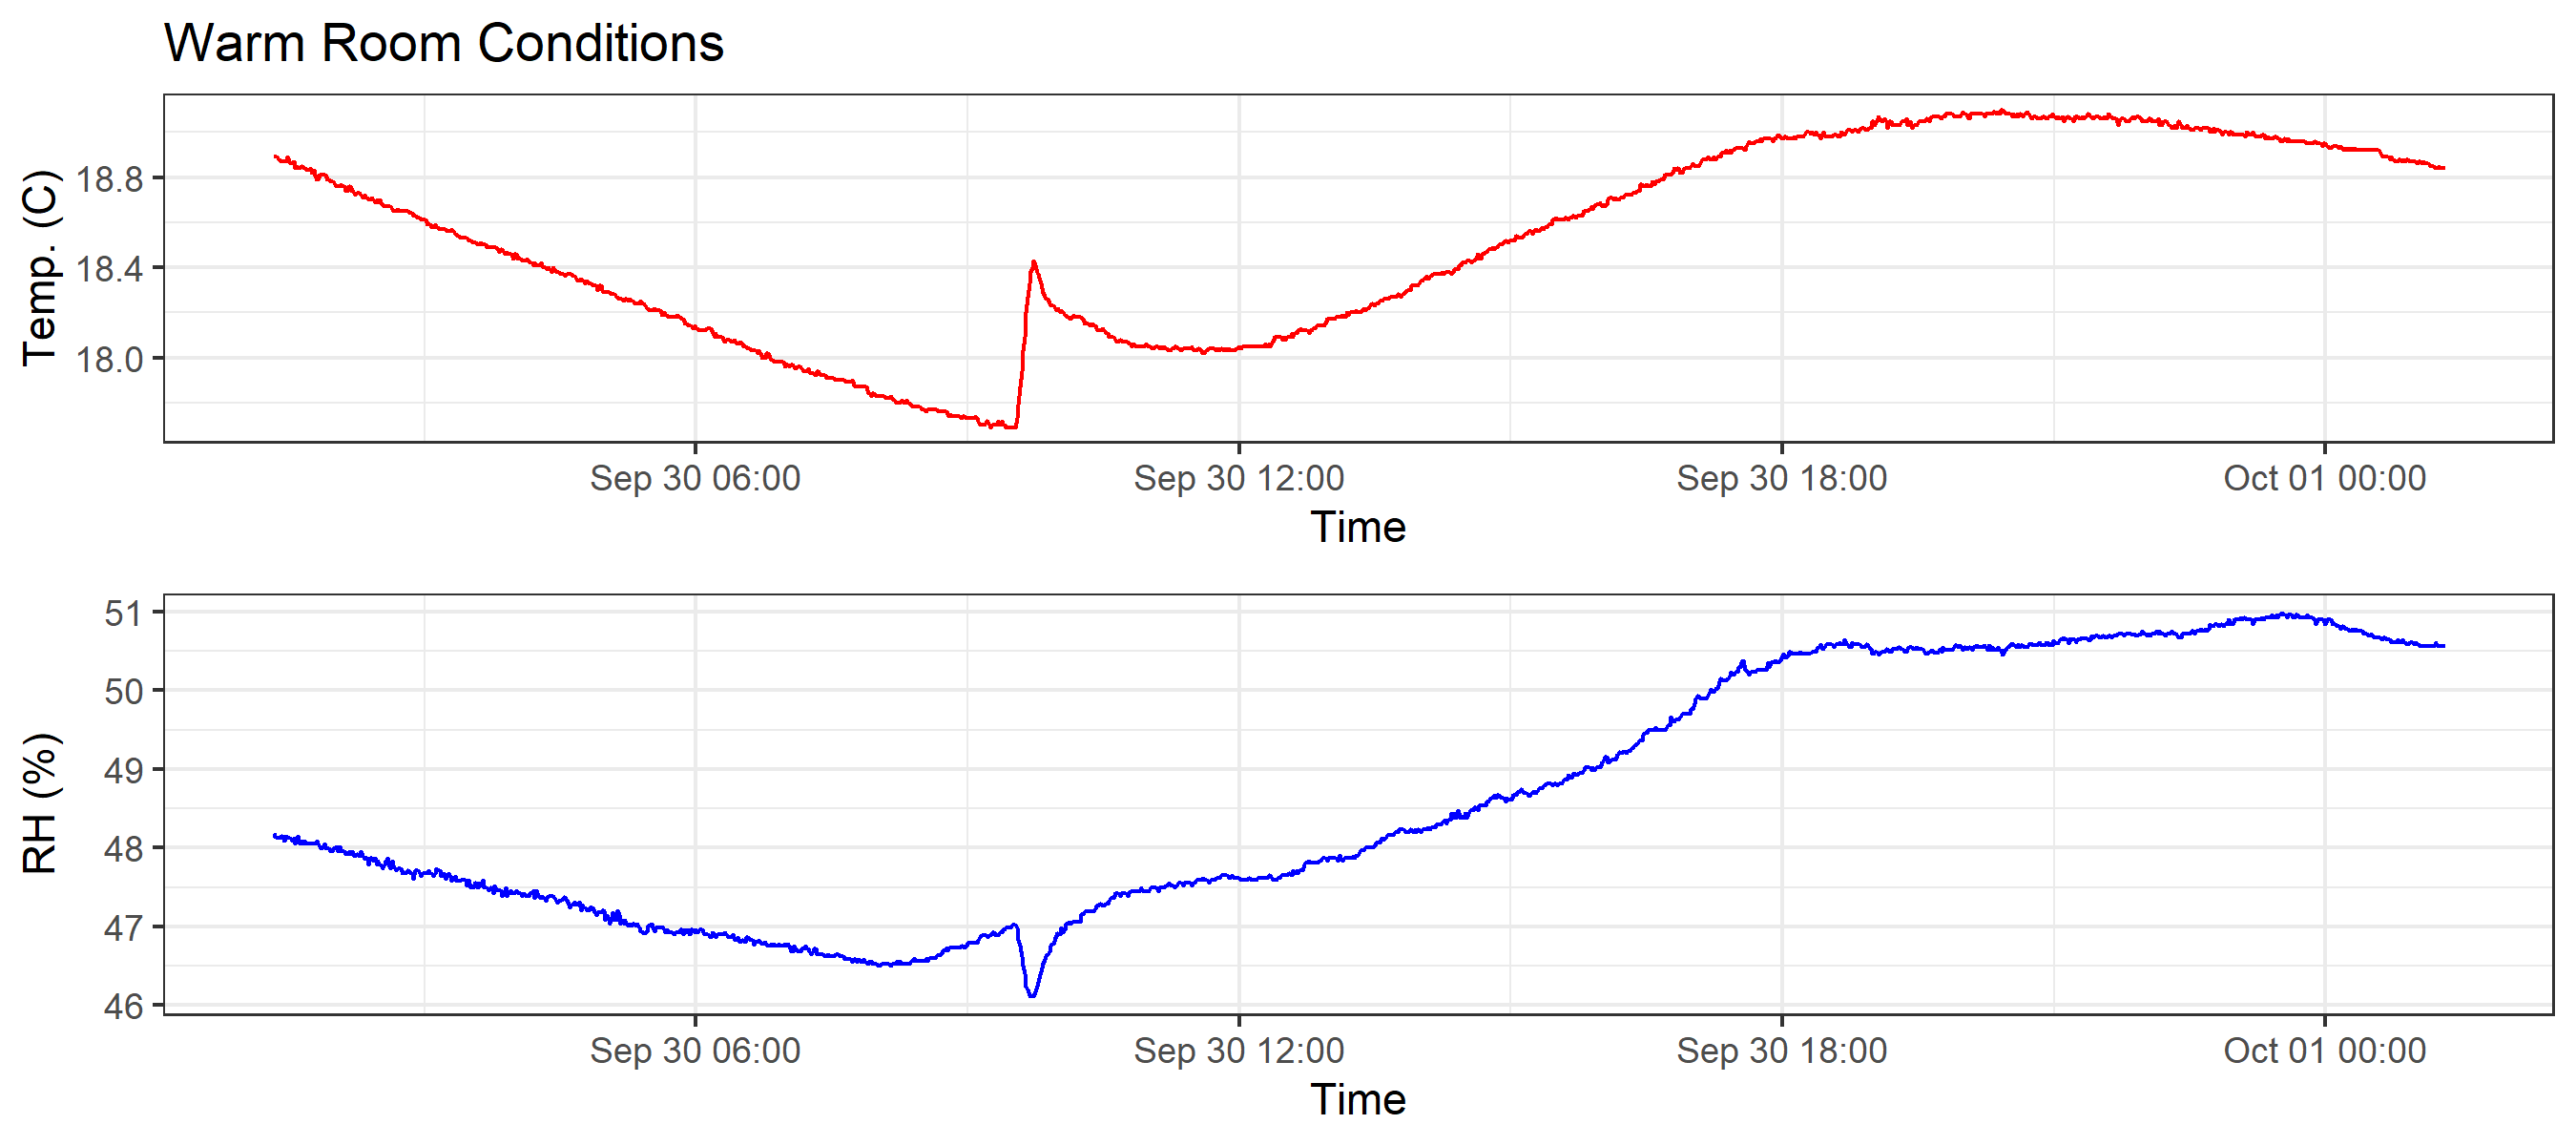 Warm Room Conditions
Temp. (C)
18.8
18.4
18.0
Sep 30 06:00 Sep 30 12:00 Sep 30 18:00 Oct 01 00:00
Time
RH (%)
51
50
49
48
47
46
Sep 30 06:00 Sep 30 12:00 Sep 30 18:00 Oct 01 00:00
Time